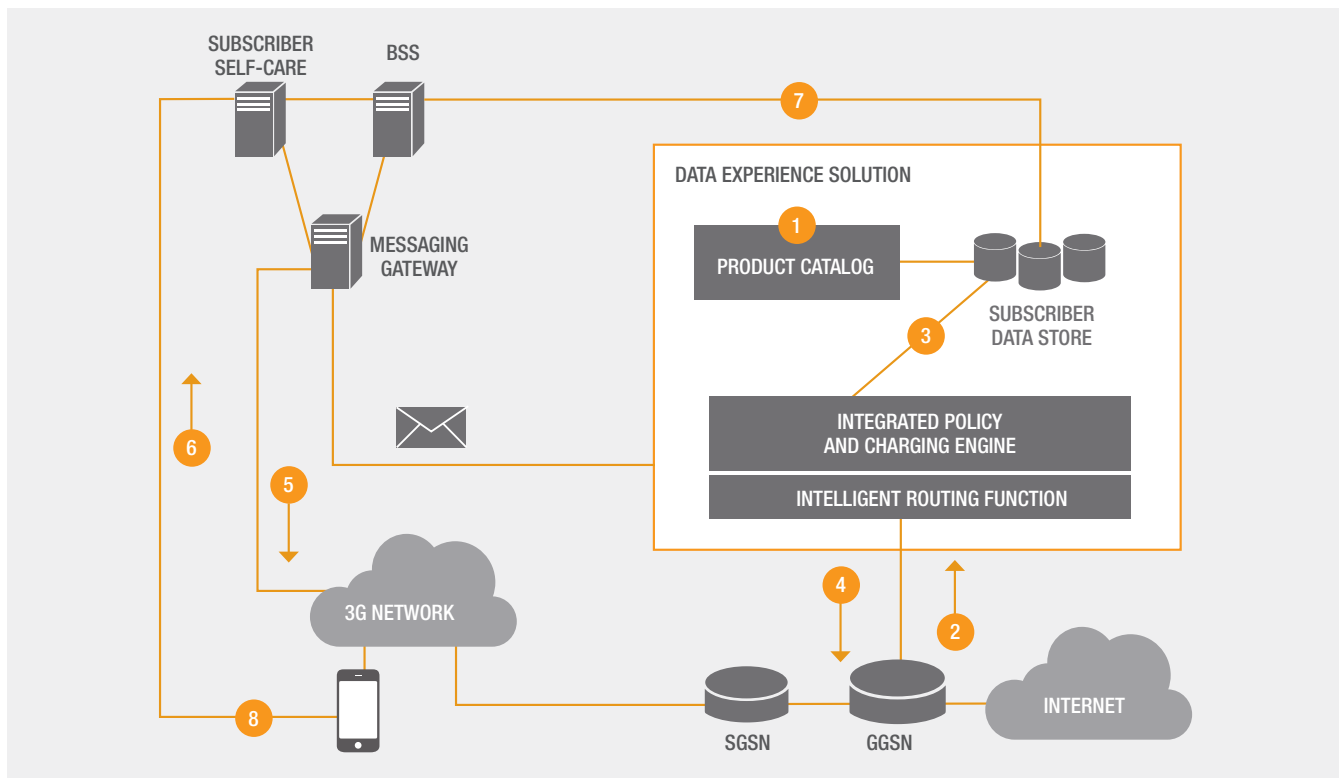 SUBSCRIBER
SELF-CARE
BSS
7
DATA EXPERIENCE SOLUTION
1
PRODUCT CATALOG
MESSAGING
GATEWAY
SUBSCRIBER
DATA STORE
3
INTEGRATED POLICY
AND CHARGING ENGINE
6
5
INTELLIGENT ROUTING FUNCTION
4
2
3G NETWORK
INTERNET
8
SGSN
GGSN